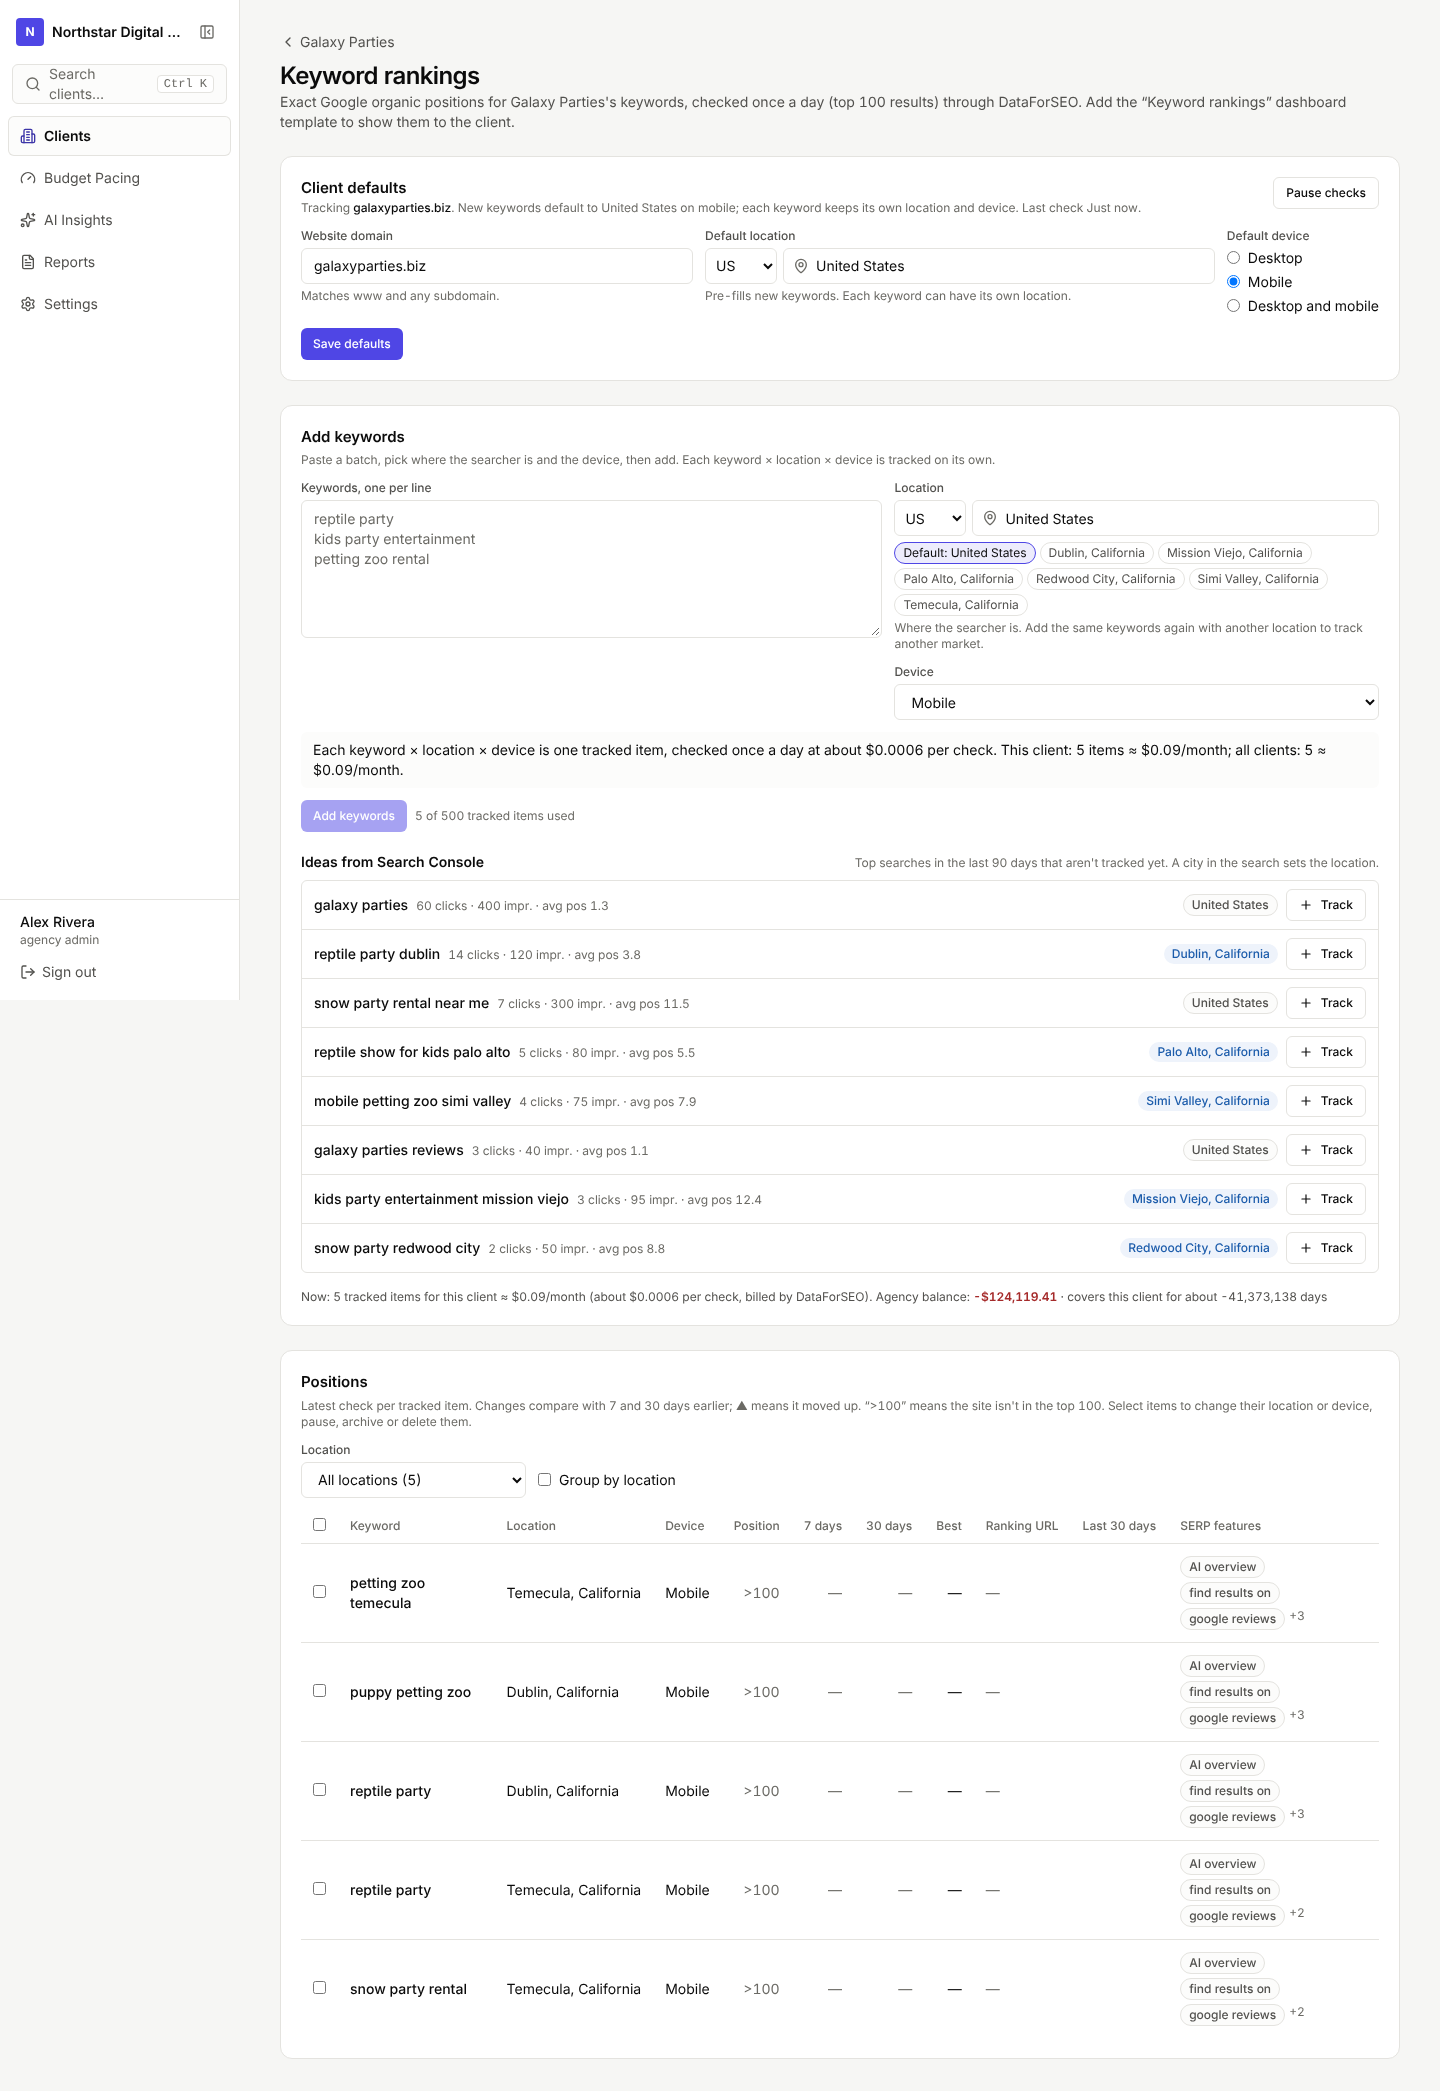 N Northstar Digital ...
Search clients...
Ctrl K
Clients
Budget Pacing
AI Insights
Reports
Settings
Alex Rivera
agency admin
Sign out
Galaxy Parties
Keyword rankings
Exact Google organic positions for Galaxy Parties's keywords, checked once a day (top 100 results) through DataForSEO. Add the “Keyword rankings” dashboard
template to show them to the client.
Client defaults
Pause checks
Tracking galaxyparties.biz. New keywords default to United States on mobile; each keyword keeps its own location and device. Last check Just now.
Website domain
galaxyparties.biz
Matches www and any subdomain.
Default location
US
United States
Pre-fills new keywords. Each keyword can have its own location.
Default device
Desktop
Mobile
Desktop and mobile
Save defaults
Add keywords
Paste a batch, pick where the searcher is and the device, then add. Each keyword × location × device is tracked on its own.
Keywords, one per line
reptile party
kids party entertainment
petting zoo rental
Location
US
United States
Default: United States
Dublin, California
Mission Viejo, California
Palo Alto, California
Redwood City, California
Simi Valley, California
Temecula, California
Where the searcher is. Add the same keywords again with another location to track
another market.
Device
Mobile
Each keyword × location × device is one tracked item, checked once a day at about $0.0006 per check. This client: 5 items ≈ $0.09/month; all clients: 5 ≈
$0.09/month.
Add keywords
5 of 500 tracked items used
Ideas from Search Console
Top searches in the last 90 days that aren't tracked yet. A city in the search sets the location.
galaxy parties 60 clicks · 400 impr. · avg pos 1.3 United States + Track
reptile party dublin 14 clicks · 120 impr. · avg pos 3.8 Dublin, California + Track
snow party rental near me 7 clicks · 300 impr. · avg pos 11.5 United States + Track
reptile show for kids palo alto 5 clicks · 80 impr. · avg pos 5.5 Palo Alto, California + Track
mobile petting zoo simi valley 4 clicks · 75 impr. · avg pos 7.9 Simi Valley, California + Track
galaxy parties reviews 3 clicks · 40 impr. · avg pos 1.1 United States + Track
kids party entertainment mission viejo 3 clicks · 95 impr. · avg pos 12.4 Mission Viejo, California + Track
snow party redwood city 2 clicks · 50 impr. · avg pos 8.8 Redwood City, California + Track
Now: 5 tracked items for this client ≈ $0.09/month (about $0.0006 per check, billed by DataForSEO). Agency balance: -$124,119.41 · covers this client for about -41,373,138 days
Positions
Latest check per tracked item. Changes compare with 7 and 30 days earlier; ▲ means it moved up. “>100” means the site isn't in the top 100. Select items to change their location or device,
pause, archive or delete them.
Location
All locations (5)
Group by location
Keyword Location Device Position 7 days 30 days Best Ranking URL Last 30 days SERP features
petting zoo temecula Temecula, California Mobile >100 — — — — AI overview find results on google reviews +3
puppy petting zoo Dublin, California Mobile >100 — — — — AI overview find results on google reviews +3
reptile party Dublin, California Mobile >100 — — — — AI overview find results on google reviews +3
reptile party Temecula, California Mobile >100 — — — — AI overview find results on google reviews +2
snow party rental Temecula, California Mobile >100 — — — — AI overview find results on google reviews +2